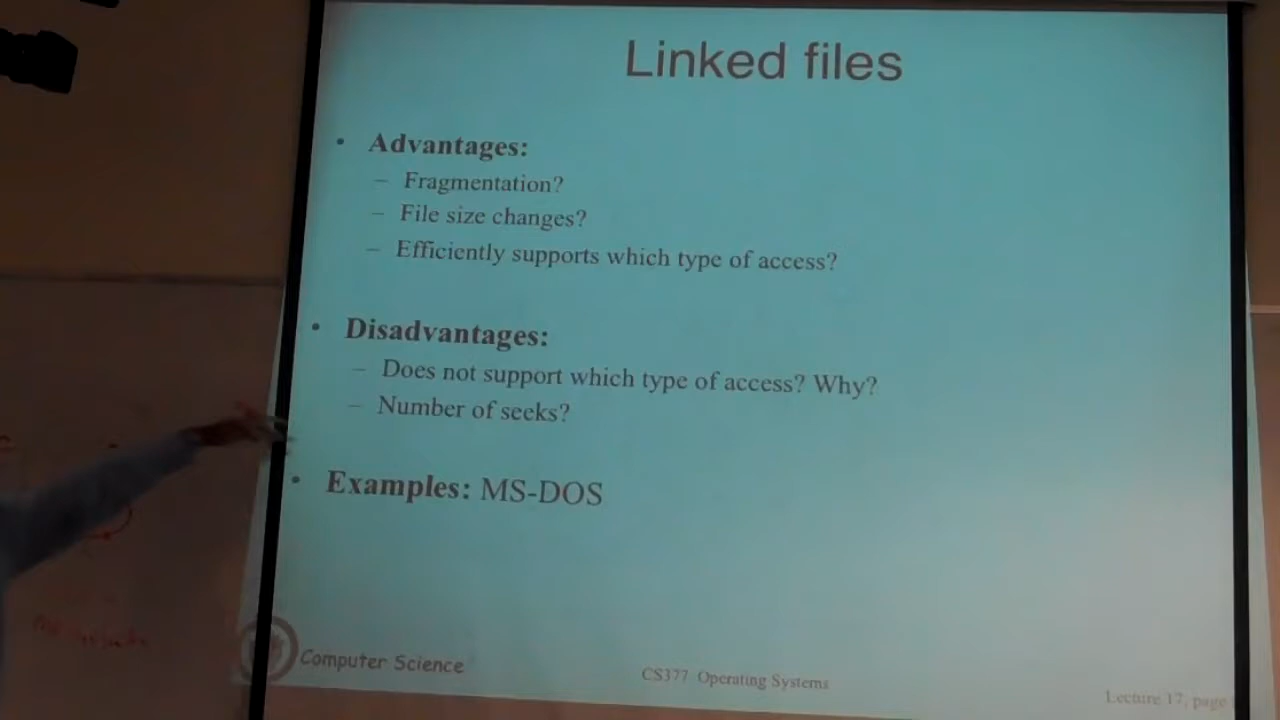 Linked files
• Advantages:
– Fragmentation?
– File size changes?
– Efficiently supports which type of access?
• Disadvantages:
– Does not support which type of access? Why?
– Number of seeks?
• Examples: MS-DOS
Computer Science
CS377 Operating Systems
Lecture 17, page